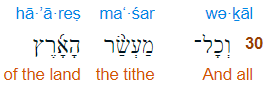 hā·’ā·reṣ ma‘·śar wə·ḵāl
הָאָ֜רֶץ מַעְשַׂ֨ר וְכָל־ 30
of the land the tithe And all